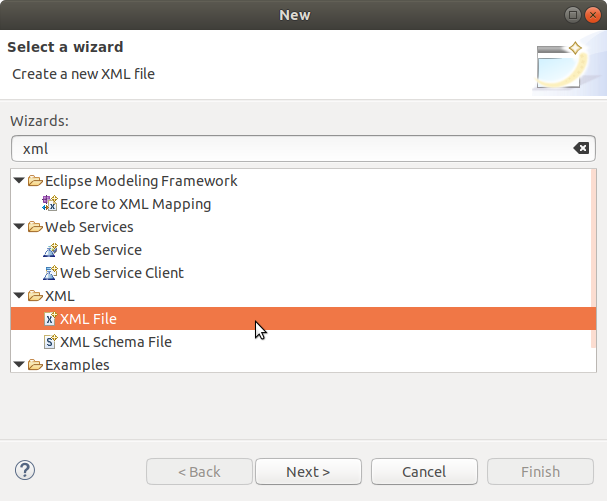 New
Select a wizard
Create a new XML file
Wizards:
xml
Eclipse Modeling Framework
Ecore to XML Mapping
Web Services
Web Service
Web Service Client
XML
XML File
XML Schema File
Examples
< Back Next > Cancel Finish